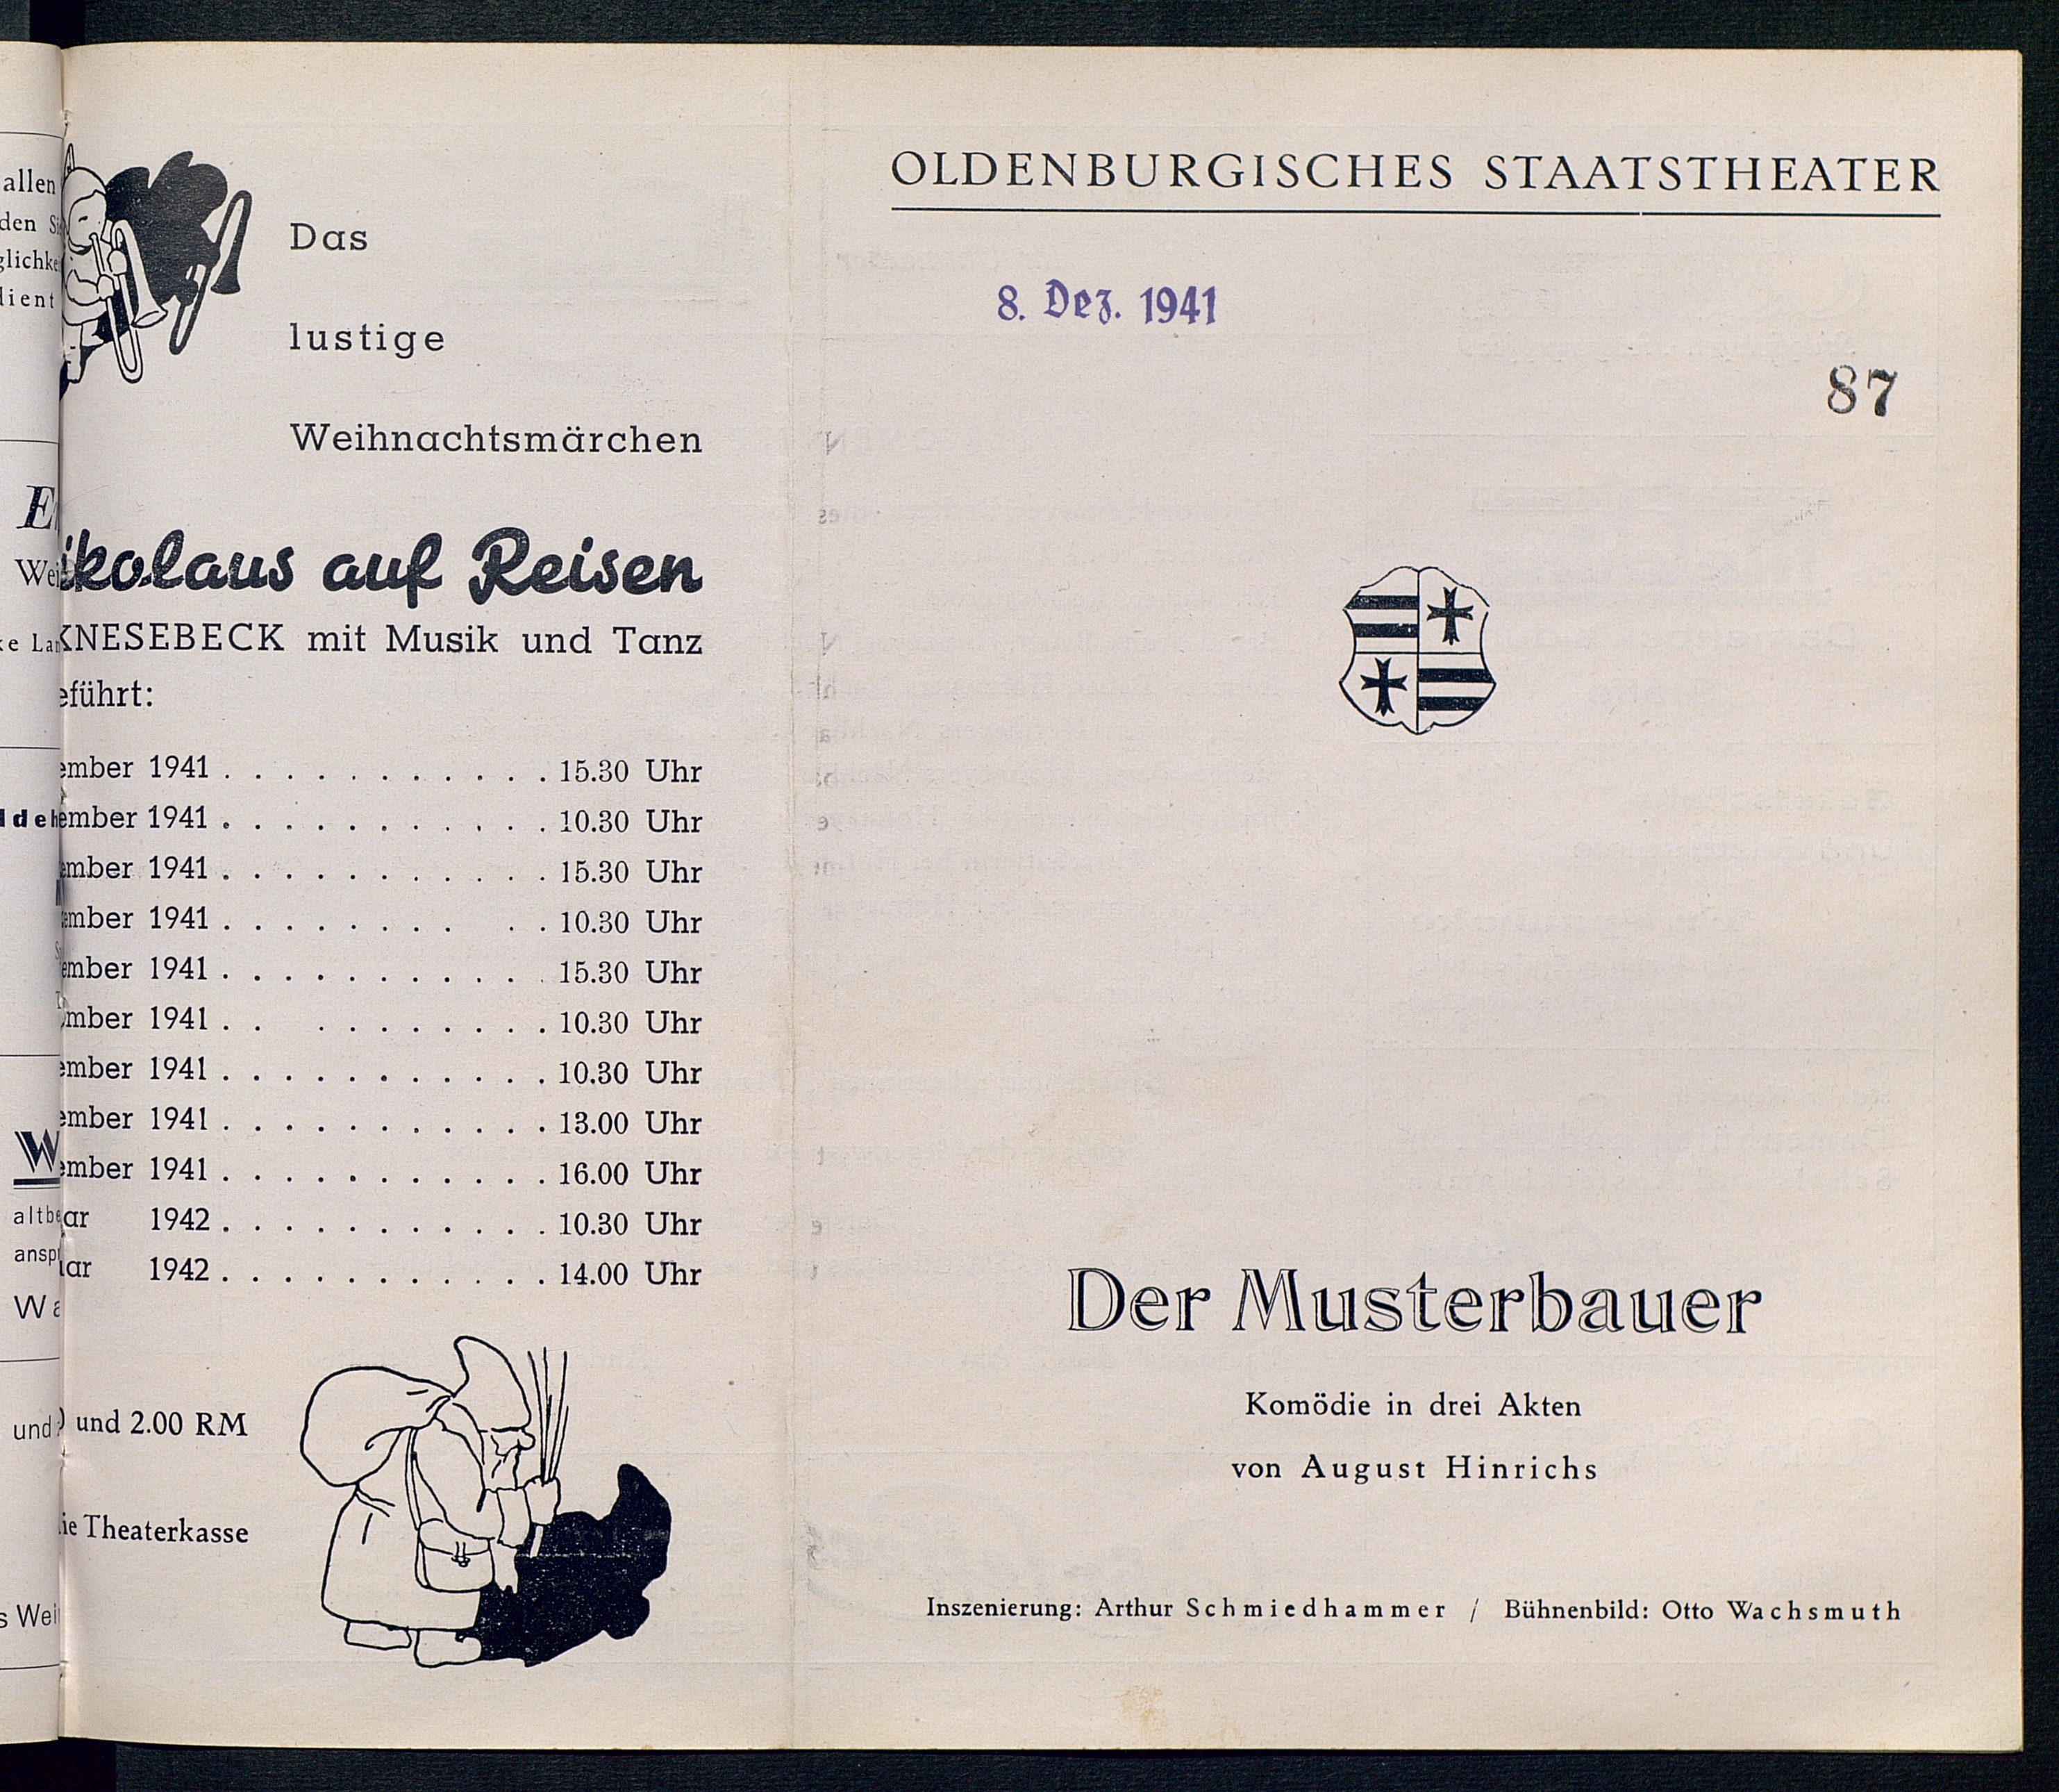 allen
Das
lustige
Weihnachtsmärchen
ikolaus auf Reisen
KNESEBECK mit Musik und Tanz
eführt:
ember 1941 . . . . . . . . . . . 15.30 Uhr
ember 1941 . . . . . . . . . . . 10.30 Uhr
ember 1941 . . . . . . . . . . . 15.30 Uhr
ember 1941 . . . . . . . . . . 10.30 Uhr
ember 1941 . . . . . . . . . . . 15.30 Uhr
mber 1941 . . . . . . . . . . 10.30 Uhr
ember 1941 . . . . . . . . . . . 10.30 Uhr
ember 1941 . . . . . . . . . . . 13.00 Uhr
ember 1941 . . . . . . . . . . . 16.00 Uhr
ar 1942 . . . . . . . . . . . 10.30 Uhr
ar 1942 . . . . . . . . . . . 14.00 Uhr
und 2.00 RM
ie Theaterkasse
OLDENBURGISCHES STAATSTHEATER
8. Dez. 1941
87
Der Musterbauer
Komödie in drei Akten
von August Hinrichs
Inszenierung: Arthur Schmiedhammer / Bühnenbild: Otto Wachsmuth